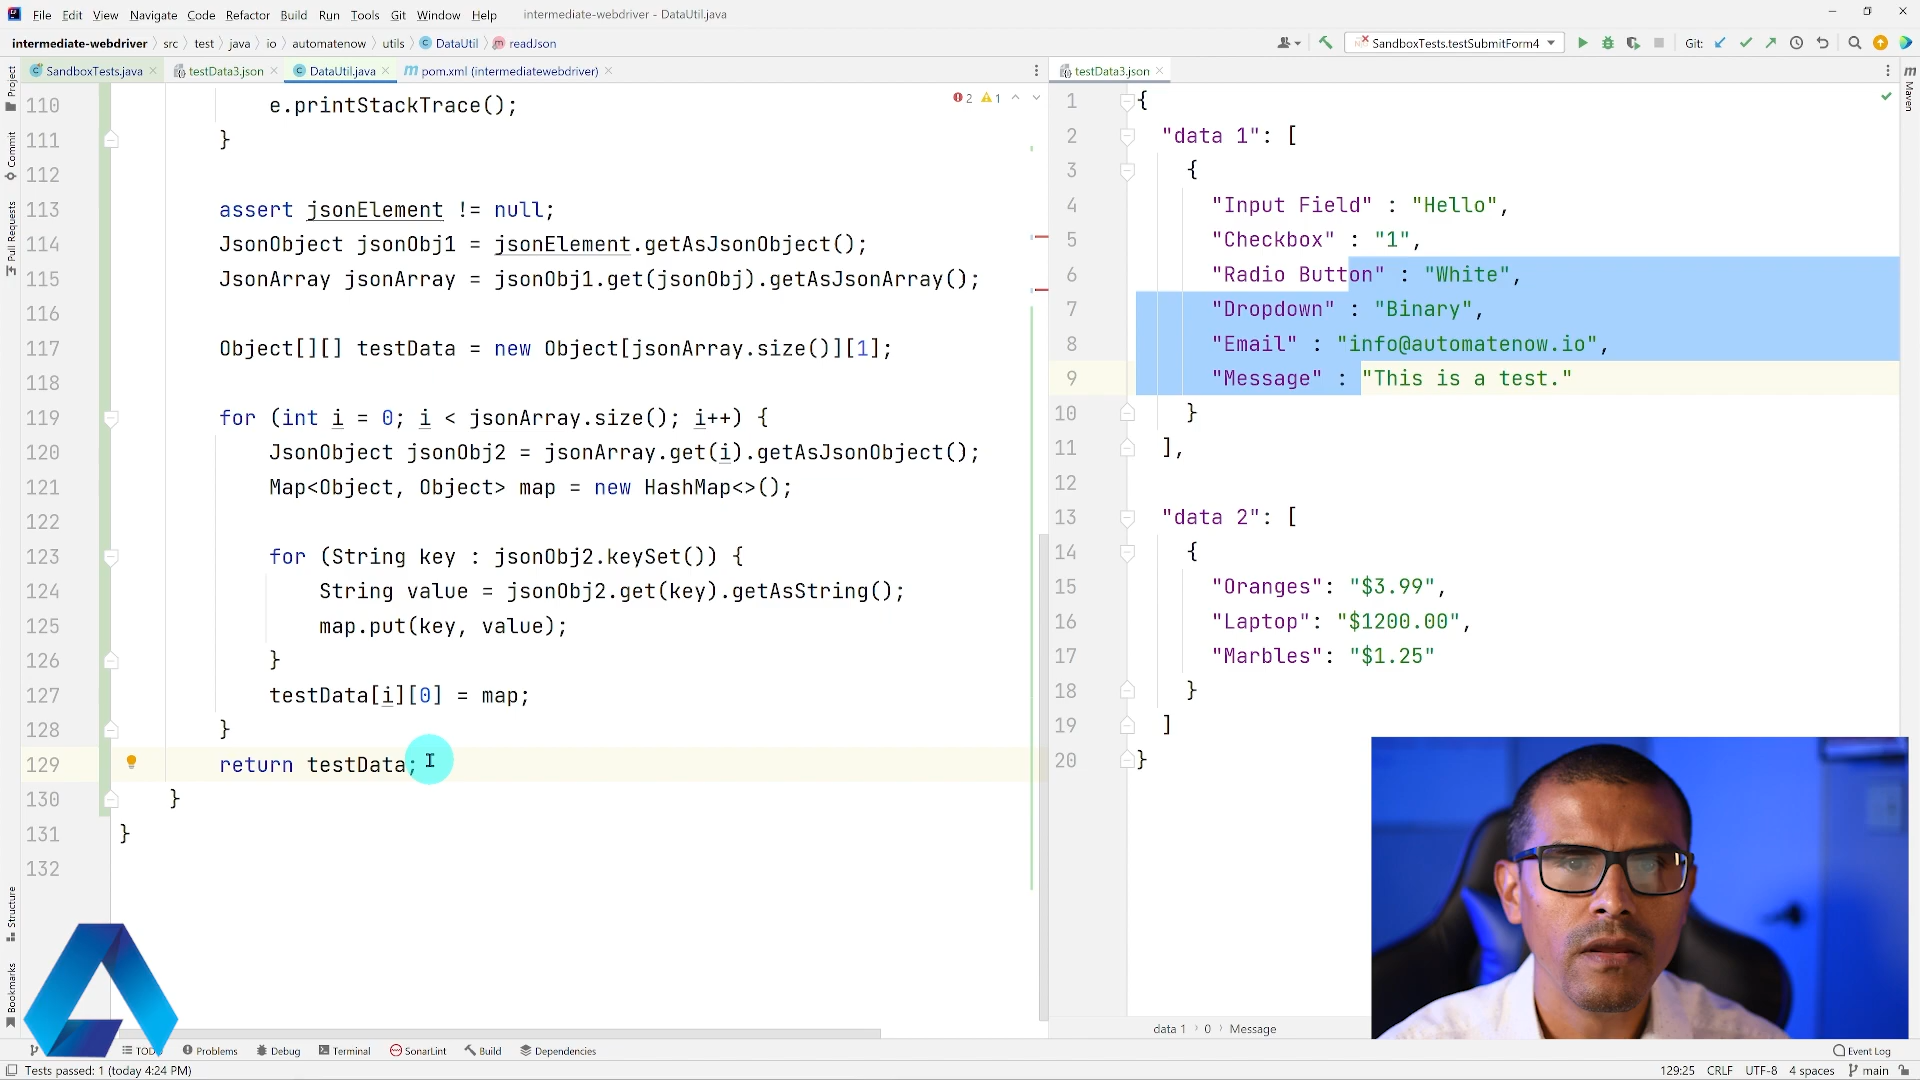 File Edit View Navigate Code Refactor Build Run Tools Git Window Help intermediate-webdriver - DataUtil.java
intermediate-webdriver src test java io automatenow utils DataUtil readJson
SandboxTests.testSubmitForm4 Git:
SandboxTests.java testData3.json DataUtil.java pom.xml (intermediatewebdriver)
testData3.json
Project
Commit
Pull Requests
Structure
Bookmarks
Maven
2 1
110 e.printStackTrace();
111 }
112
113 assert jsonElement != null;
114 JsonObject jsonObj1 = jsonElement.getAsJsonObject();
115 JsonArray jsonArray = jsonObj1.get(jsonObj).getAsJsonArray();
116
117 Object[][] testData = new Object[jsonArray.size()][1];
118
119 for (int i = 0; i < jsonArray.size(); i++) {
120 JsonObject jsonObj2 = jsonArray.get(i).getAsJsonObject();
121 Map<Object, Object> map = new HashMap<>();
122
123 for (String key : jsonObj2.keySet()) {
124 String value = jsonObj2.get(key).getAsString();
125 map.put(key, value);
126 }
127 testData[i][0] = map;
128 }
129 return testData;
130 }
131 }
132
1 {
2 "data 1": [
3 {
4 "Input Field" : "Hello",
5 "Checkbox" : "1",
6 "Radio Button" : "White",
7 "Dropdown" : "Binary",
8 "Email" : "info@automatenow.io",
9 "Message" : "This is a test."
10 }
11 ],
12
13 "data 2": [
14 {
15 "Oranges": "$3.99",
16 "Laptop": "$1200.00",
17 "Marbles": "$1.25"
18 }
19 ]
20 }
data 1 0 Message
TODO Problems Debug Terminal SonarLint Build Dependencies Event Log
Tests passed: 1 (today 4:24 PM) 129:25 CRLF UTF-8 4 spaces main